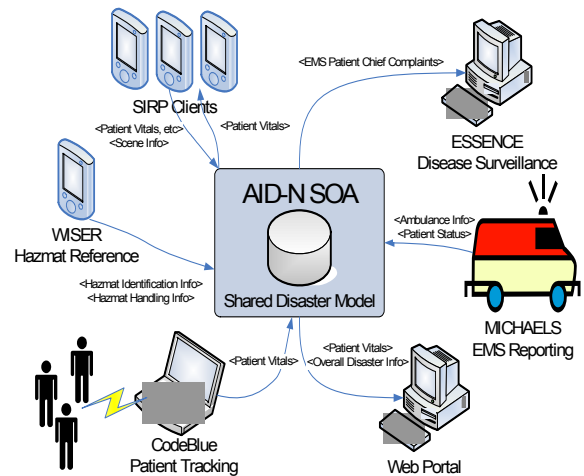 <EMS Patient Chief Complaints>
SIRP Clients
<Patient Vitals, etc>
<Scene Info>
<Patient Vitals>
ESSENCE
Disease Surveillance
AID-N SOA
Shared Disaster Model
WISER
Hazmat Reference
<Ambulance Info>
<Patient Status>
<Hazmat Identification Info>
<Hazmat Handling Info>
MICHAELS
EMS Reporting
<Patient Vitals>
<Patient Vitals>
<Overall Disaster Info>
CodeBlue
Patient Tracking
Web Portal